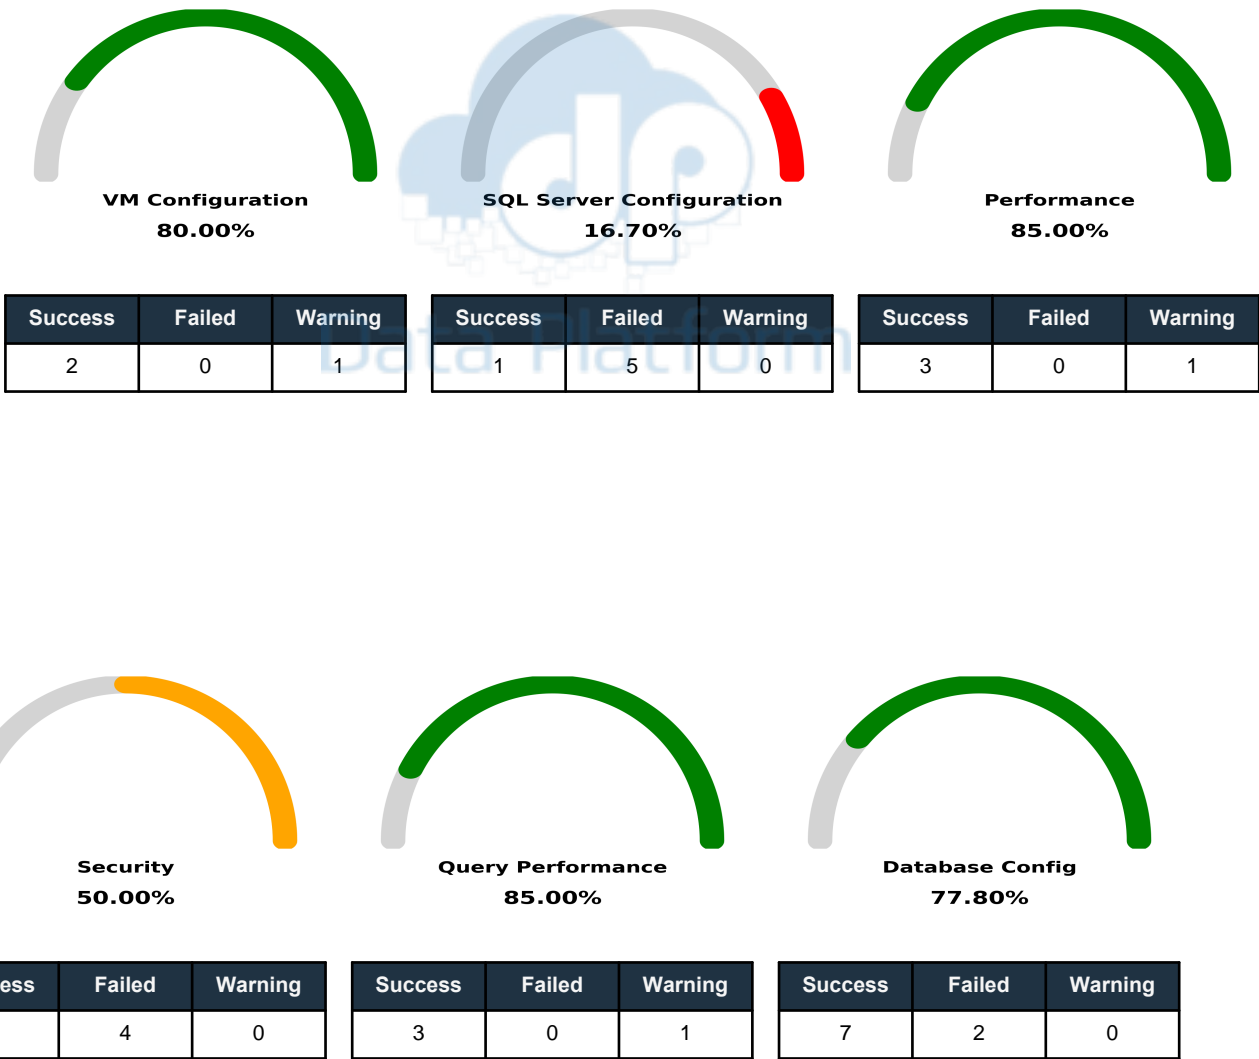 VM Configuration
80.00%
SQL Server Configuration
16.70%
Performance
85.00%
Success Failed Warning
2 0 1
Success Failed Warning
1 5 0
Success Failed Warning
3 0 1
dp
Data Platform
Security
50.00%
Query Performance
85.00%
Database Config
77.80%
ess Failed Warning
4 0
Success Failed Warning
3 0 1
Success Failed Warning
7 2 0